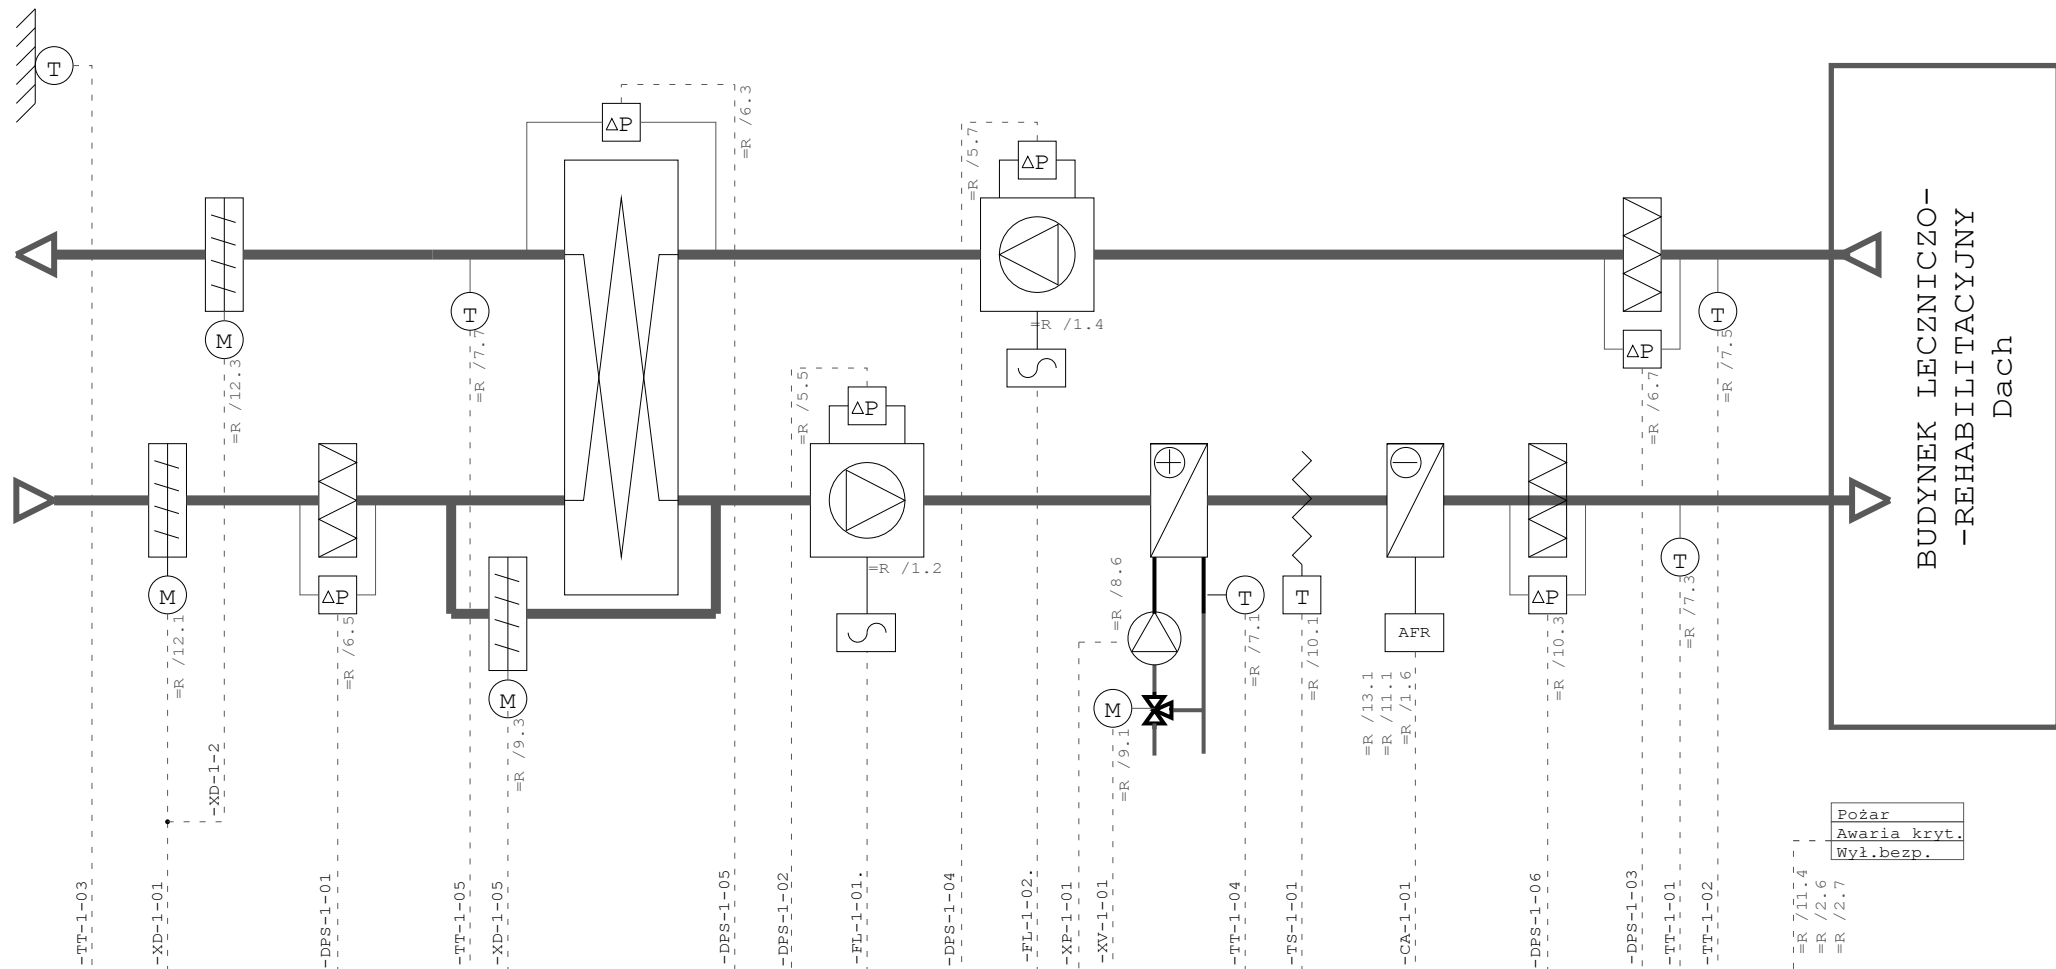 T
ΔP
=R /6.3
ΔP
=R /5.7
M
=R /12.3
T
=R /7.7
=R /1.4
ΔP
=R /6.7
T
=R /7.5
BUDYNEK LECZNICZO-
-REHABILITACYJNY
Dach
ΔP
=R /5.5
M
=R /12.1
ΔP
=R /6.5
=R /1.2
M
=R /9.3
=R /8.6
T
=R /7.1
T
=R /10.1
AFR
=R /13.1
=R /11.1
=R /1.6
ΔP
=R /10.3
T
=R /7.3
M
=R /9.1
-XD-1-2
Pożar
Awaria kryt.
Wył.bezp.
-TT-1-03
-XD-1-01
-DPS-1-01
-TT-1-05
-XD-1-05
-DPS-1-05
-DPS-1-02
-FL-1-01.
-DPS-1-04
-FL-1-02.
-XP-1-01
-XV-1-01
-TT-1-04
-TS-1-01
-CA-1-01
-DPS-1-06
-DPS-1-03
-TT-1-01
-TT-1-02
=R /11.4
=R /2.6
=R /2.7